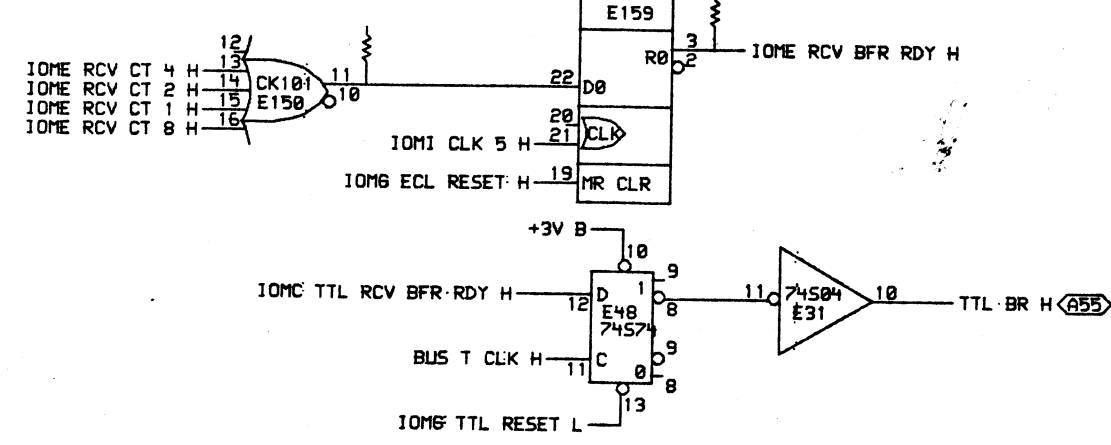 E159
12
13
14
15
16
IOME RCV CT 4 H
IOME RCV CT 2 H
IOME RCV CT 1 H
IOME RCV CT 8 H
CK101
E150
11
10
22 D0
R0
3
2
IOME RCV BFR RDY H
20
21
CLK
IOMI CLK 5 H
IOMG ECL RESET H 19 MR CLR
+3V B
10
IOMC TTL RCV BFR RDY H
12
D
1
9
8
E48
74S74
BUS T CLK H
11
C
0
9
8
13
IOMG TTL RESET L
11
74S04
E31
10
TTL BR H A55